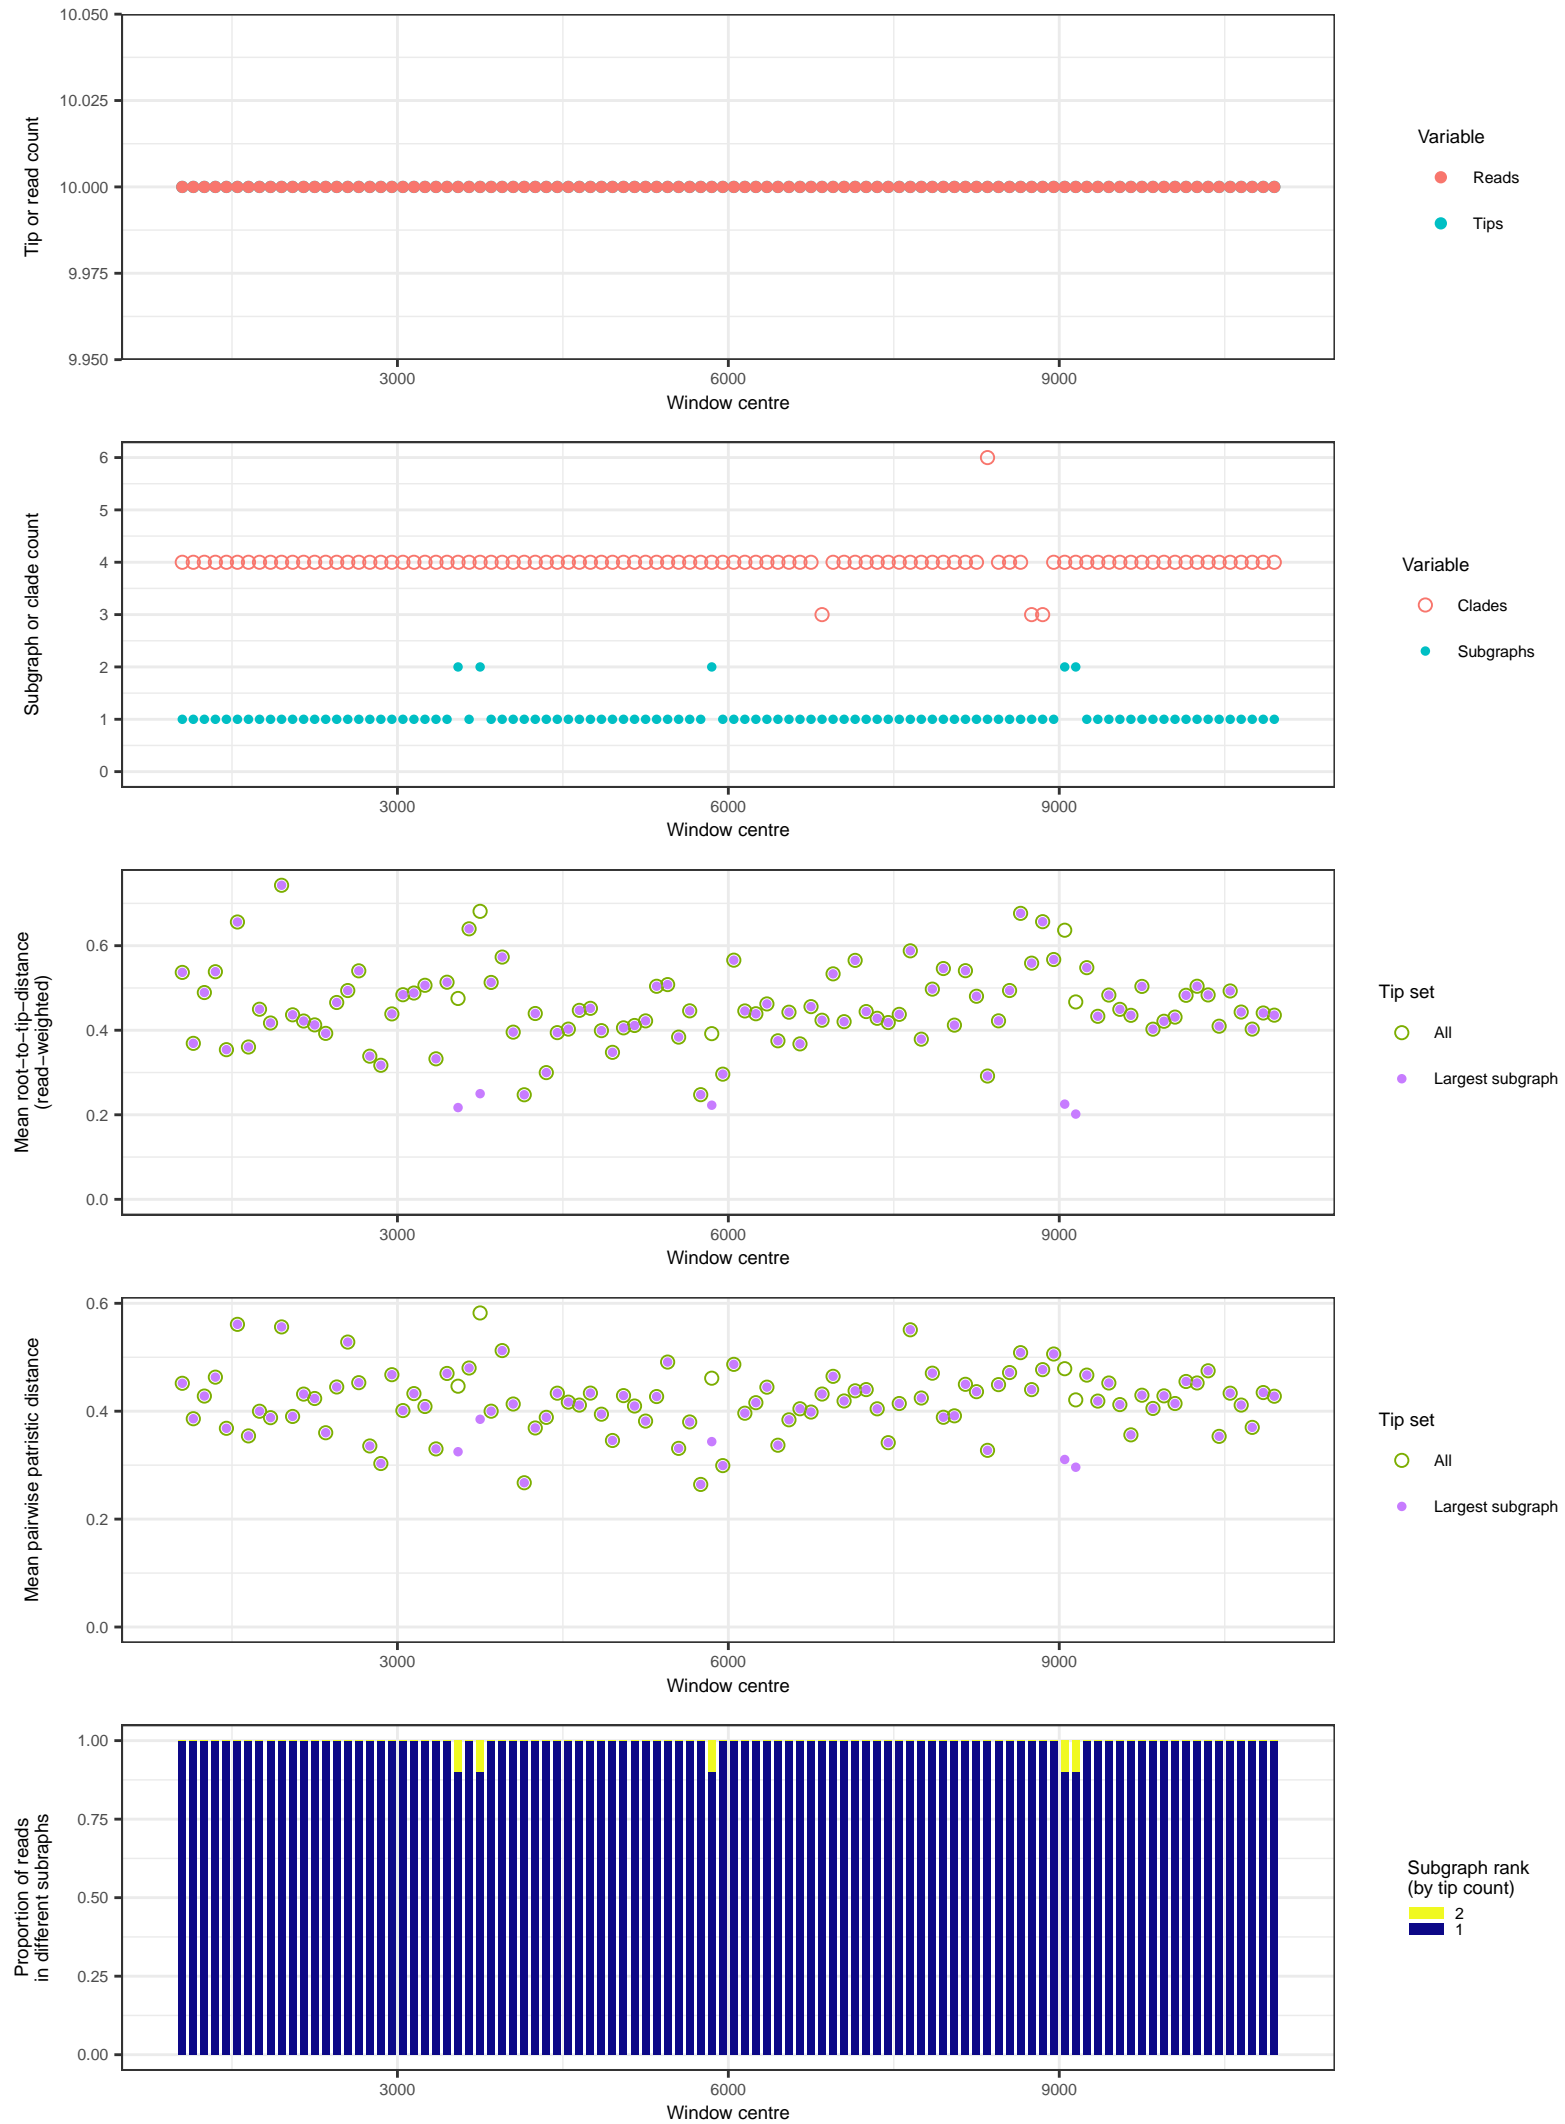 10.050
10.025
10.000
9.975
9.950
Tip or read count
3000 6000 9000
Window centre
Variable
Reads
Tips
6
5
4
3
2
1
0
Subgraph or clade count
3000 6000 9000
Window centre
Variable
Clades
Subgraphs
0.6
0.4
0.2
0.0
Mean root−to−tip−distance
(read−weighted)
3000 6000 9000
Window centre
Tip set
All
Largest subgraph
0.6
0.4
0.2
0.0
Mean pairwise patristic distance
3000 6000 9000
Window centre
Tip set
All
Largest subgraph
1.00
0.75
0.50
0.25
0.00
Proportion of reads
in different subraphs
3000 6000 9000
Window centre
Subgraph rank
(by tip count)
2
1